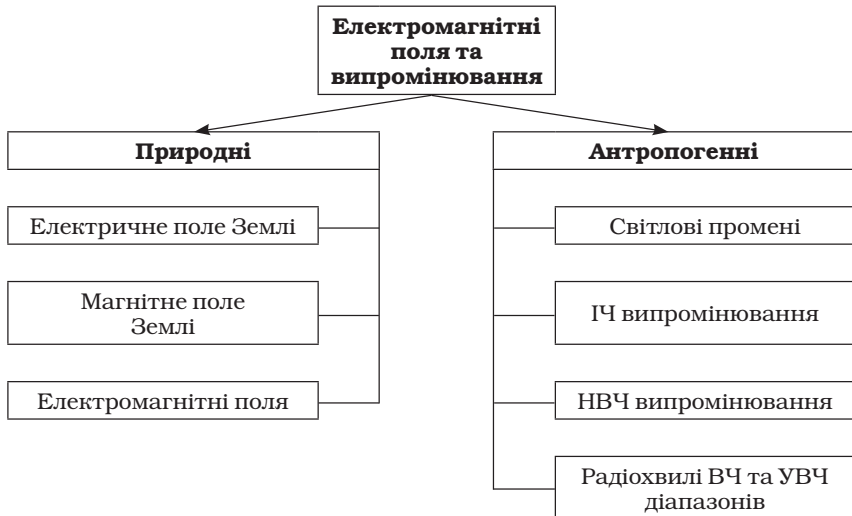 Електромагнітні
поля та
випромінювання
Природні
Антропогенні
Електричне поле Землі
Світлові промені
Магнітне поле
Землі
ІЧ випромінювання
Електромагнітні поля
НВЧ випромінювання
Радіохвилі ВЧ та УВЧ
діапазонів